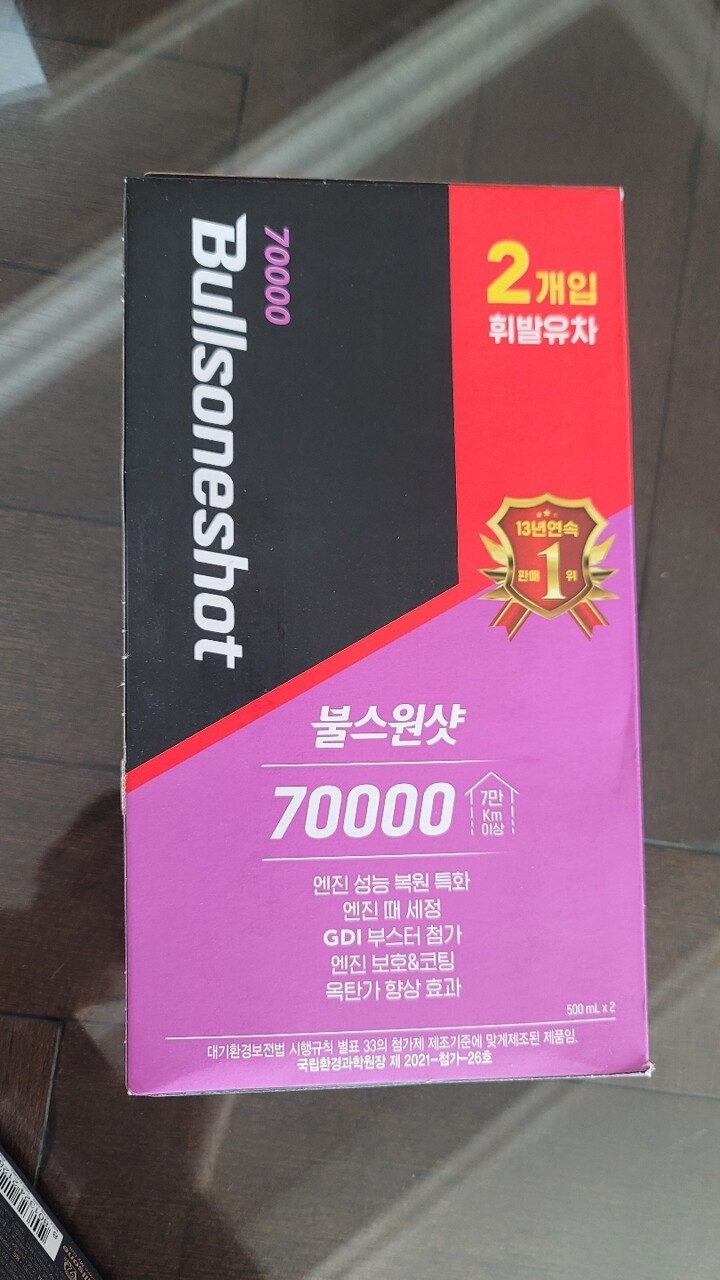 70000
Bullsoneshot
2개입
휘발유차
13년연속
판매 1 위
불스원샷
70000
7만
Km
이상
엔진 성능 복원 특화
엔진 때 세정
GDI 부스터 첨가
엔진 보호&코팅
옥탄가 향상 효과
500 mL x 2
대기환경보전법 시행규칙 별표 33의 첨가제 제조기준에 맞게제조된 제품임.
국립환경과학원장 제 2021-첨가-26호